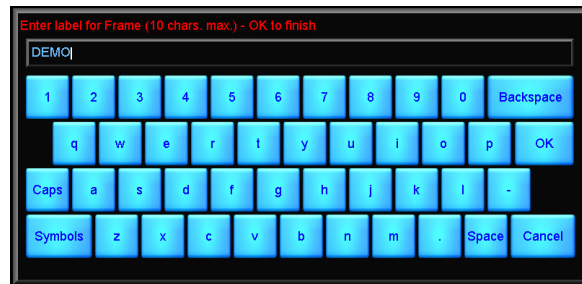 Enter label for Frame (10 chars. max.) - OK to finish
DEMO
1 2 3 4 5 6 7 8 9 0 Backspace
q w e r t y u i o p OK
Caps a s d f g h j k l -
Symbols z x c v b n m . Space Cancel